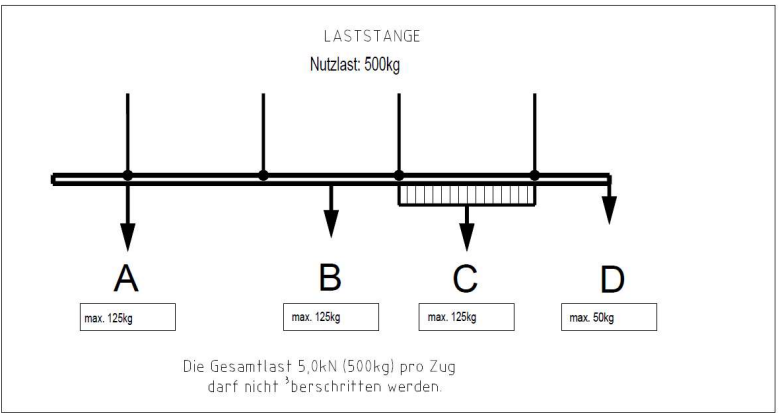 LASTSTANGE
Nutzlast: 500kg
A B C D
max. 125kg max. 125kg max. 125kg max. 50kg
Die Gesamtlast 5,0kN (500kg) pro Zug
darf nicht ³berschritten werden.